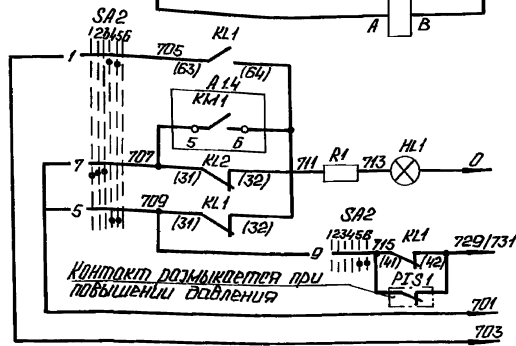 A B
SA2
123456
1 705 KL1
(63) (64)
A14
KM1
5 6
7 707 KL2 711 R1 713 HL1 0
(31) (32)
5 709 KL1
(31) (32)
SA2
123456
9 715 KL1 729/731
(41) (42)
PIS1
Контакт размыкается при
повышении давления
701
703